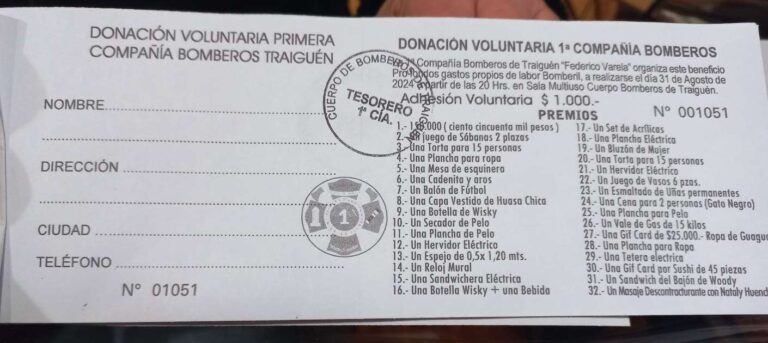 DONACIÓN VOLUNTARIA PRIMERA
COMPAÑÍA BOMBEROS TRAIGUÉN
NOMBRE
DIRECCIÓN
CIUDAD
TELÉFONO
N° 01051
1
CUERPO DE BOMBEROS
TESORERO
1ª CÍA.
DONACIÓN VOLUNTARIA 1ª COMPAÑÍA BOMBEROS
1ª Compañía Bomberos de Traiguén "Federico Varela" organiza este beneficio
Pro-fondos gastos propios de labor Bomberil, a realizarse el día 31 de Agosto de
2024 a partir de las 20 Hrs. en Sala Multiuso Cuerpo Bomberos de Traiguén.
Adhesión Voluntaria $ 1.000.-
N° 001051
PREMIOS
1.- 150.000 ( ciento cincuenta mil pesos )
2.- Un juego de Sábanas 2 plazas
3.- Una Torta para 15 personas
4.- Una Plancha para ropa
5.- Una Mesa de esquinera
6.- Una Cadenita y aros
7.- Un Balón de Fútbol
8.- Una Capa Vestido de Huasa Chica
9.- Una Botella de Wisky
10.- Un Secador de Pelo
11.- Una Plancha de Pelo
12.- Un Hervidor Eléctrico
13.- Un Espejo de 0,5x 1,20 mts.
14.- Un Reloj Mural
15.- Una Sandwichera Eléctrica
16.- Una Botella Wisky + una Bebida
17.- Un Set de Acrílicos
18.- Una Plancha Eléctrica
19.- Un Bluzón de Mujer
20.- Una Torta para 15 personas
21.- Un Hervidor Eléctrico
22.- Un Juego de Vasos 6 pzas.
23.- Un Esmaltado de Uñas permanentes
24.- Una Cena para 2 personas (Gato Negro)
25.- Una Plancha para Pelo
26.- Un Vale de Gas de 15 kilos
27.- Una Gif Card de $25.000.- Ropa de
28.- Una Plancha para Ropa
29.- Una Tetera electrica
30.- Una Gif Card por Sushi de 45 piezas
31.- Un Sandwich del Bajón de Woody
32.- Un Masaje Descontracturante con Nataly